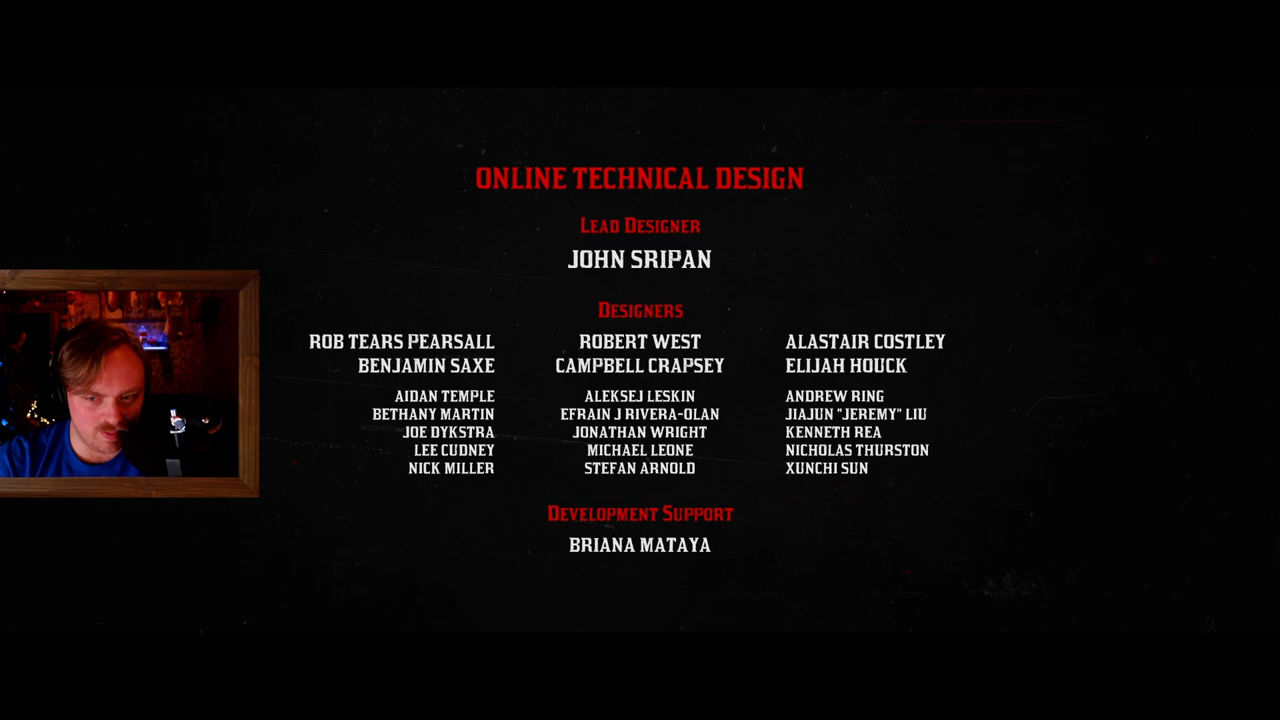 ONLINE TECHNICAL DESIGN
LEAD DESIGNER
JOHN SRIPAN
DESIGNERS
ROB TEARS PEARSALL ROBERT WEST ALASTAIR COSTLEY
BENJAMIN SAXE CAMPBELL CRAPSEY ELIJAH HOUCK
AIDAN TEMPLE ALEKSEJ LESKIN ANDREW RING
BETHANY MARTIN EFRAIN J RIVERA-OLAN JIAJUN "JEREMY" LIU
JOE DYKSTRA JONATHAN WRIGHT KENNETH REA
LEE CUDNEY MICHAEL LEONE NICHOLAS THURSTON
NICK MILLER STEFAN ARNOLD XUNCHI SUN
DEVELOPMENT SUPPORT
BRIANA MATAYA